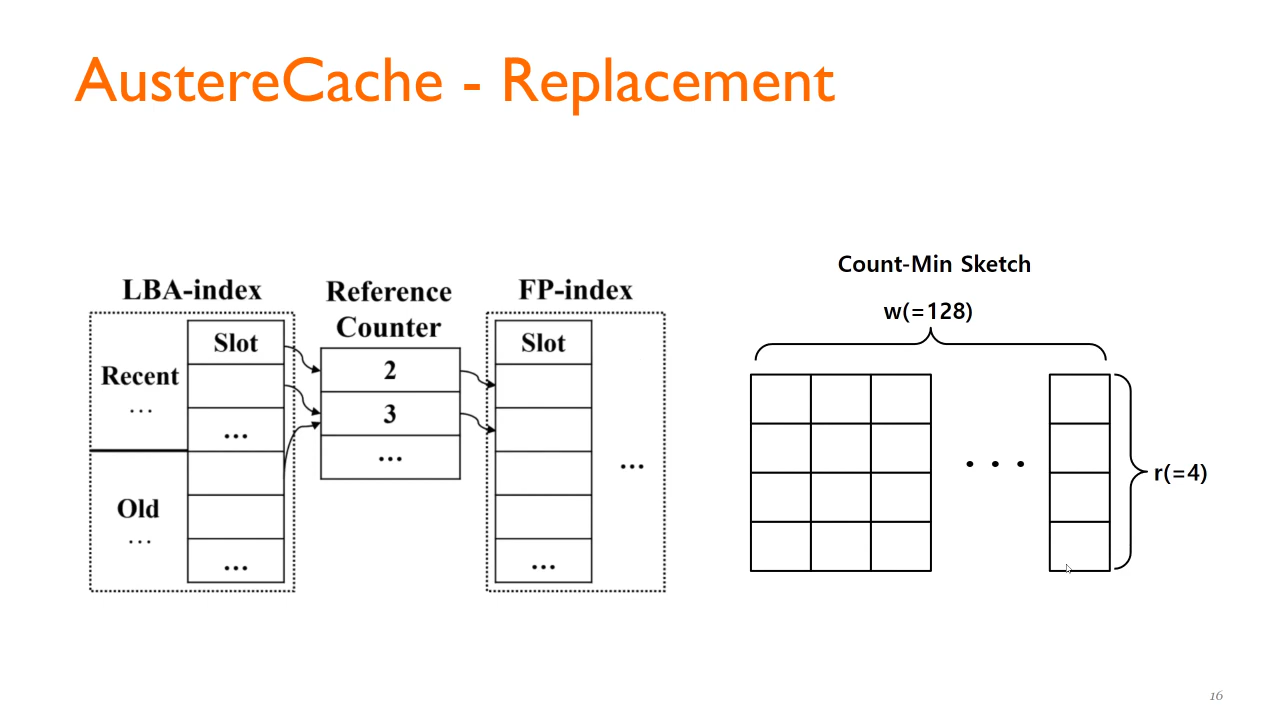 AustereCache - Replacement
LBA-index
Reference
Counter
FP-index
Slot
Recent
...
...
Old
...
...
2
3
...
Slot
...
...
Count-Min Sketch
w(=128)
• • •
r(=4)
16